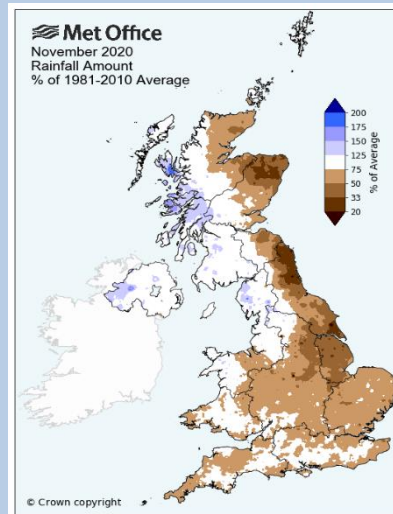 Met Office
November 2020
Rainfall Amount
% of 1981-2010 Average
200
175
150
125
75
50
33
20
% of Average
© Crown copyright